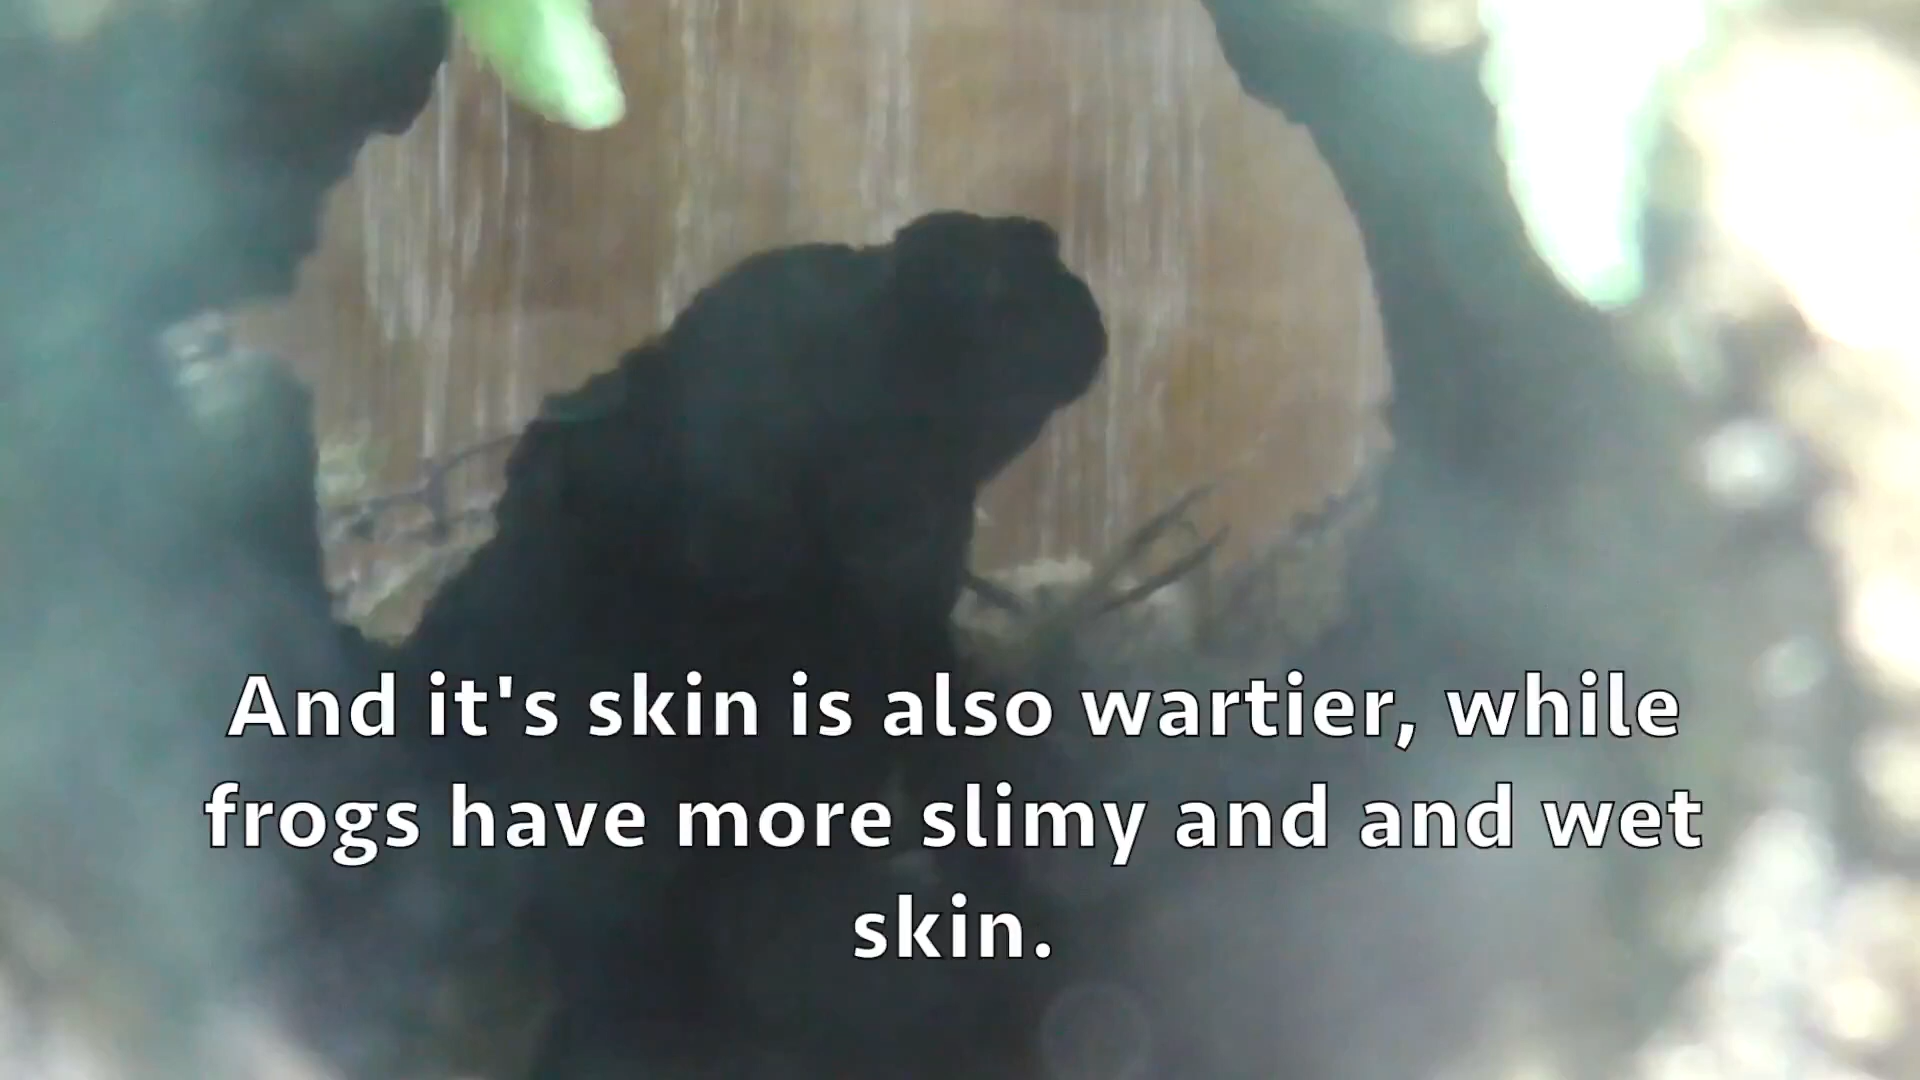 And it's skin is also wartier, while
frogs have more slimy and and wet
skin.